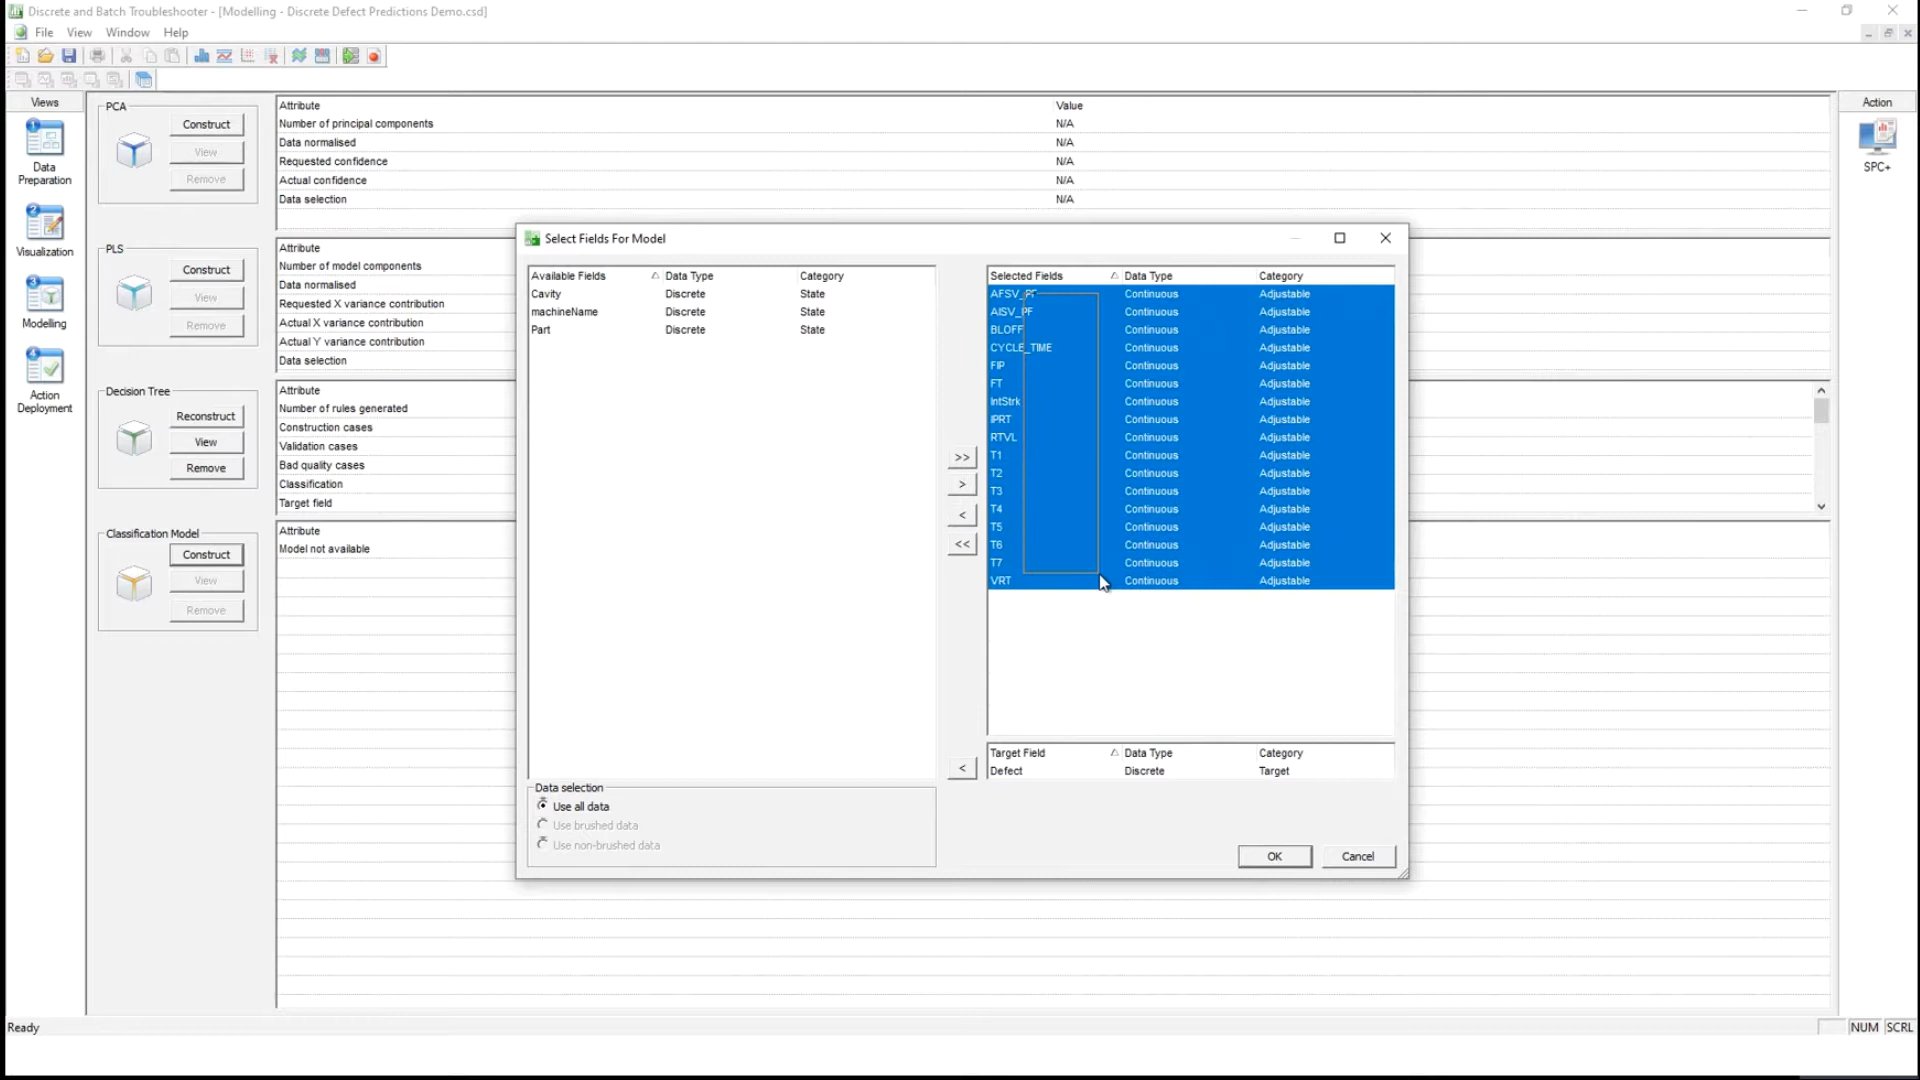 Discrete and Batch Troubleshooter - [Modelling - Discrete Defect Predictions Demo.csd]
File View Window Help
Views
Data Preparation
Visualization
Modelling
Action Deployment
PCA
Construct
View
Remove
Attribute Value
Number of principal components N/A
Data normalised N/A
Requested confidence N/A
Actual confidence N/A
Data selection N/A
PLS
Construct
View
Remove
Attribute
Number of model components
Data normalised
Requested X variance contribution
Actual X variance contribution
Actual Y variance contribution
Data selection
Decision Tree
Reconstruct
View
Remove
Attribute
Number of rules generated
Construction cases
Validation cases
Bad quality cases
Classification
Target field
Classification Model
Construct
View
Remove
Attribute
Model not available
Select Fields For Model
Available Fields Data Type Category
Cavity Discrete State
machineName Discrete State
Part Discrete State
>>
>
<
<<
Selected Fields Data Type Category
AFSV_PF Continuous Adjustable
AISV_PF Continuous Adjustable
BLOFF Continuous Adjustable
CYCLE_TIME Continuous Adjustable
FIP Continuous Adjustable
FT Continuous Adjustable
IntStrk Continuous Adjustable
IPRT Continuous Adjustable
RTVL Continuous Adjustable
T1 Continuous Adjustable
T2 Continuous Adjustable
T3 Continuous Adjustable
T4 Continuous Adjustable
T5 Continuous Adjustable
T6 Continuous Adjustable
T7 Continuous Adjustable
VRT Continuous Adjustable
<
Target Field Data Type Category
Defect Discrete Target
Data selection
Use all data
Use brushed data
Use non-brushed data
OK Cancel
Action
SPC+
Ready NUM SCRL